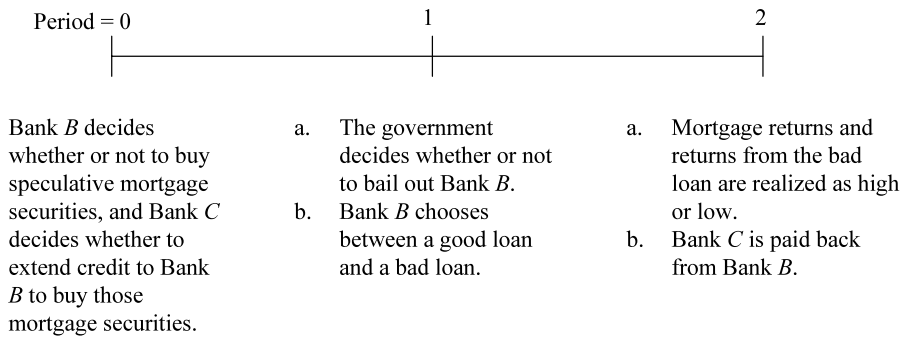 Period = 0
1
2
Bank B decides
whether or not to buy
speculative mortgage
securities, and Bank C
decides whether to
extend credit to Bank
B to buy those
mortgage securities.
a. The government
decides whether or not
to bail out Bank B.
b. Bank B chooses
between a good loan
and a bad loan.
a. Mortgage returns and
returns from the bad
loan are realized as high
or low.
b. Bank C is paid back
from Bank B.